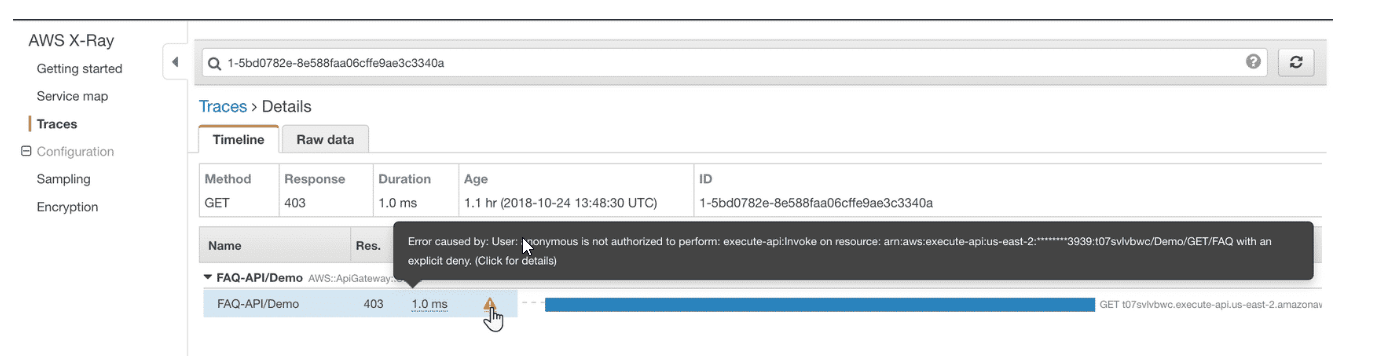 AWS X-Ray
Getting started
Service map
Traces
Configuration
Sampling
Encryption
1-5bd0782e-8e588faa06cffe9ae3c3340a
Traces > Details
Timeline Raw data
Method Response Duration Age ID
GET 403 1.0 ms 1.1 hr (2018-10-24 13:48:30 UTC) 1-5bd0782e-8e588faa06cffe9ae3c3340a
Name Res.
Error caused by: User: anonymous is not authorized to perform: execute-api:Invoke on resource: arn:aws:execute-api:us-east-2:********3939:t07svlvbwc/Demo/GET/FAQ with an
explicit deny. (Click for details)
FAQ-API/Demo AWS::ApiGateway::
FAQ-API/Demo 403 1.0 ms GET t07svlvbwc.execute-api.us-east-2.amazonaw